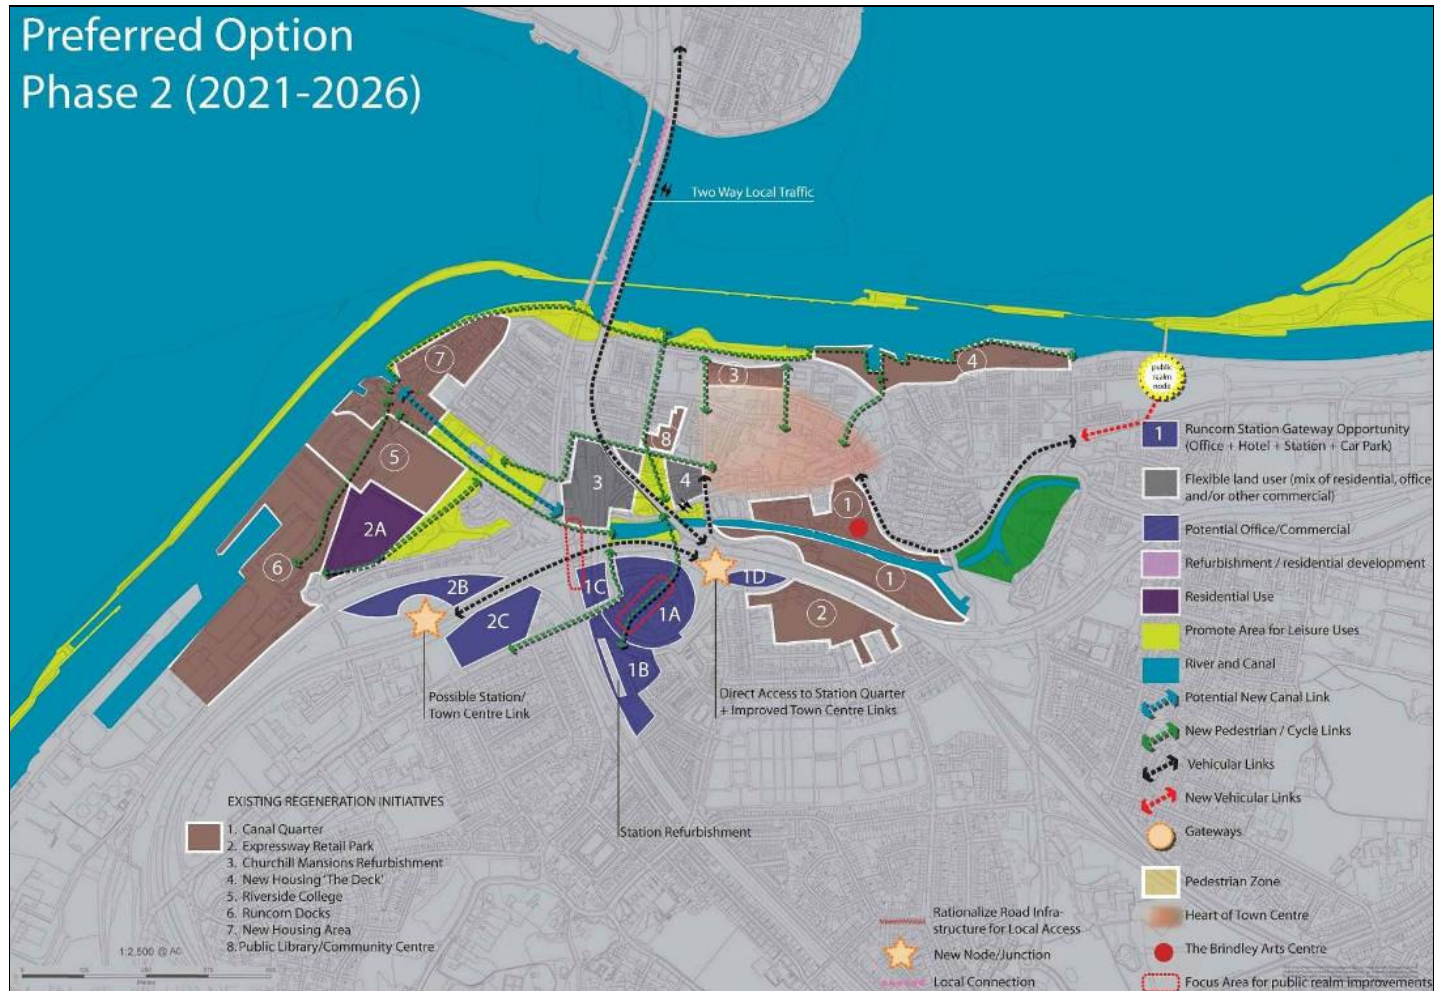 Preferred Option
Phase 2 (2021-2026)
Two Way Local Traffic
7
3
4
public
realm
node
8
5
3
4
1
2A
6
1
2B
1C
1D
1A
2C
2
1B
Possible Station/
Town Centre Link
Direct Access to Station Quarter
+ Improved Town Centre Links
Station Refurbishment
EXISTING REGENERATION INITIATIVES
1. Canal Quarter
2. Expressway Retail Park
3. Churchill Mansions Refurbishment
4. New Housing 'The Deck'
5. Riverside College
6. Runcorn Docks
7. New Housing Area
8. Public Library/Community Centre
1:2,500 @ A0
Rationalize Road Infra-
structure for Local Access
New Node/Junction
Local Connection
1
Runcorn Station Gateway Opportunity
(Office + Hotel + Station + Car Park)
Flexible land user (mix of residential, office
and/or other commercial)
Potential Office/Commercial
Refurbishment / residential development
Residential Use
Promote Area for Leisure Uses
River and Canal
Potential New Canal Link
New Pedestrian / Cycle Links
Vehicular Links
New Vehicular Links
Gateways
Pedestrian Zone
Heart of Town Centre
The Brindley Arts Centre
Focus Area for public realm improvements